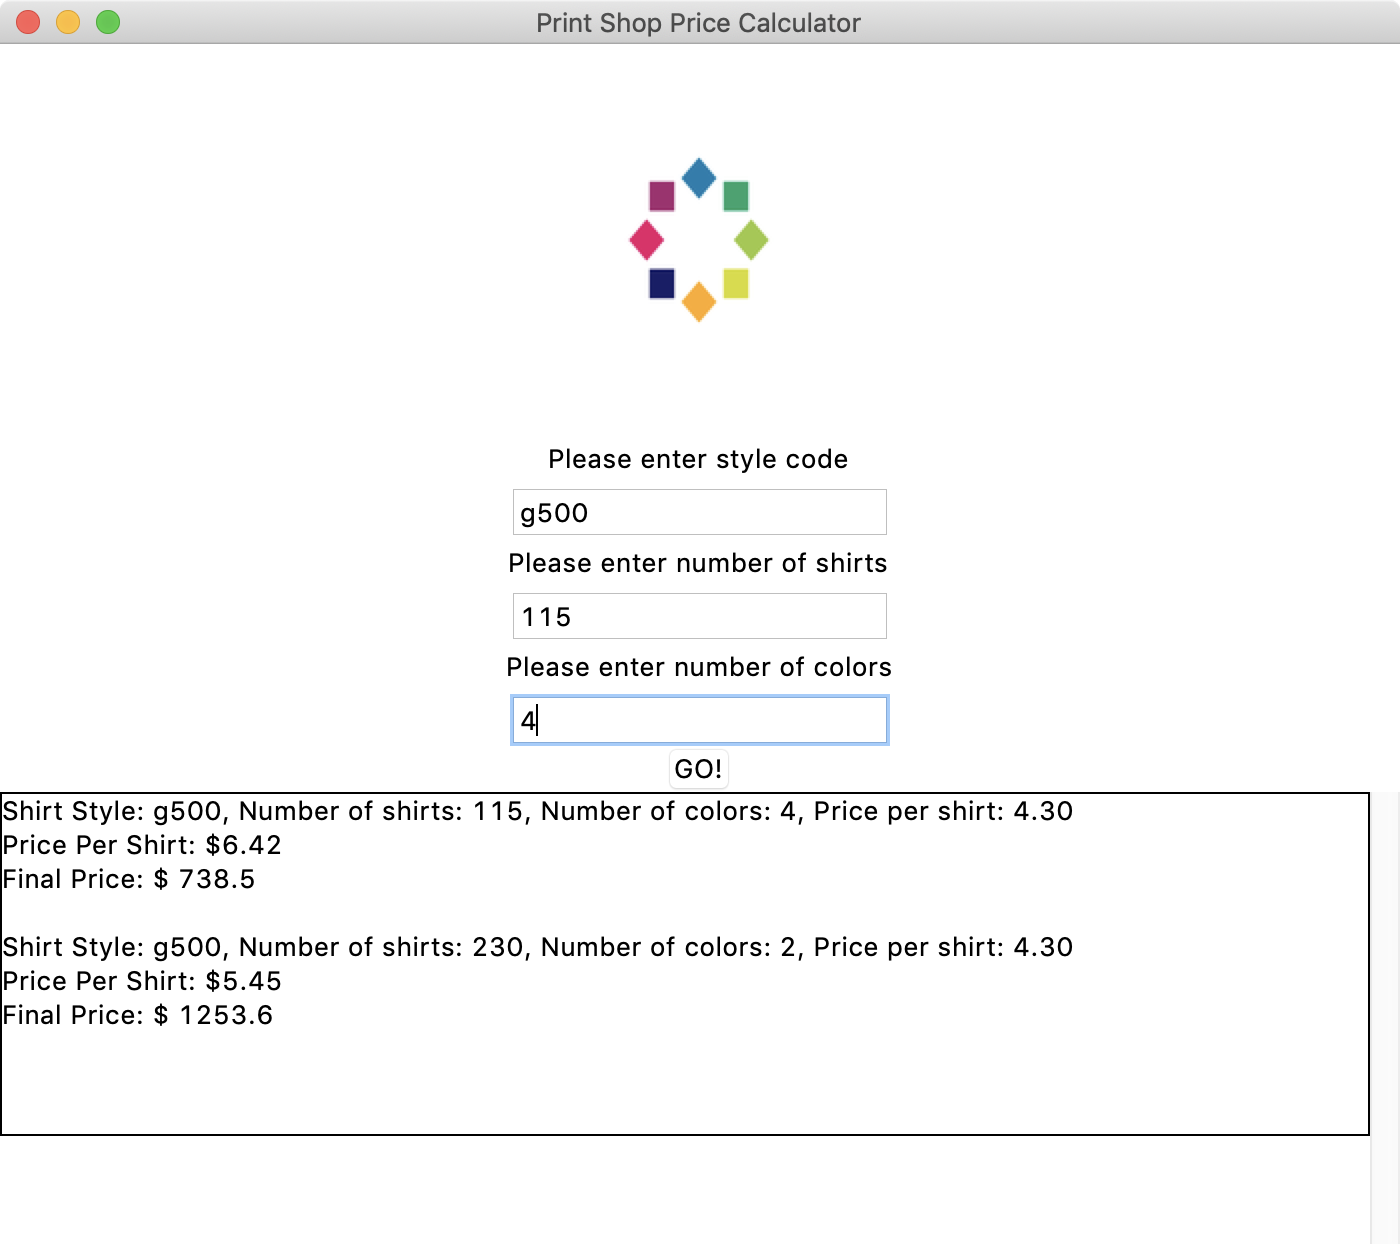 Print Shop Price Calculator
Please enter style code
g500
Please enter number of shirts
115
Please enter number of colors
4
GO!
Shirt Style: g500, Number of shirts: 115, Number of colors: 4, Price per shirt: 4.30
Price Per Shirt: $6.42
Final Price: $ 738.5
Shirt Style: g500, Number of shirts: 230, Number of colors: 2, Price per shirt: 4.30
Price Per Shirt: $5.45
Final Price: $ 1253.6